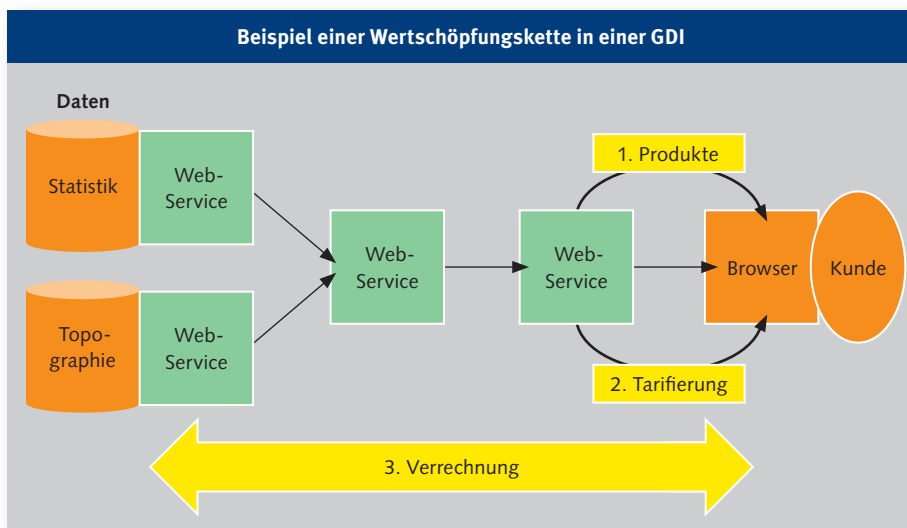 Beispiel einer Wertschöpfungskette in einer GDI
Daten
Statistik
Web-
Service
1. Produkte
Web-
Service
Web-
Service
Browser
Kunde
Topo-
graphie
Web-
Service
2. Tarifierung
3. Verrechnung